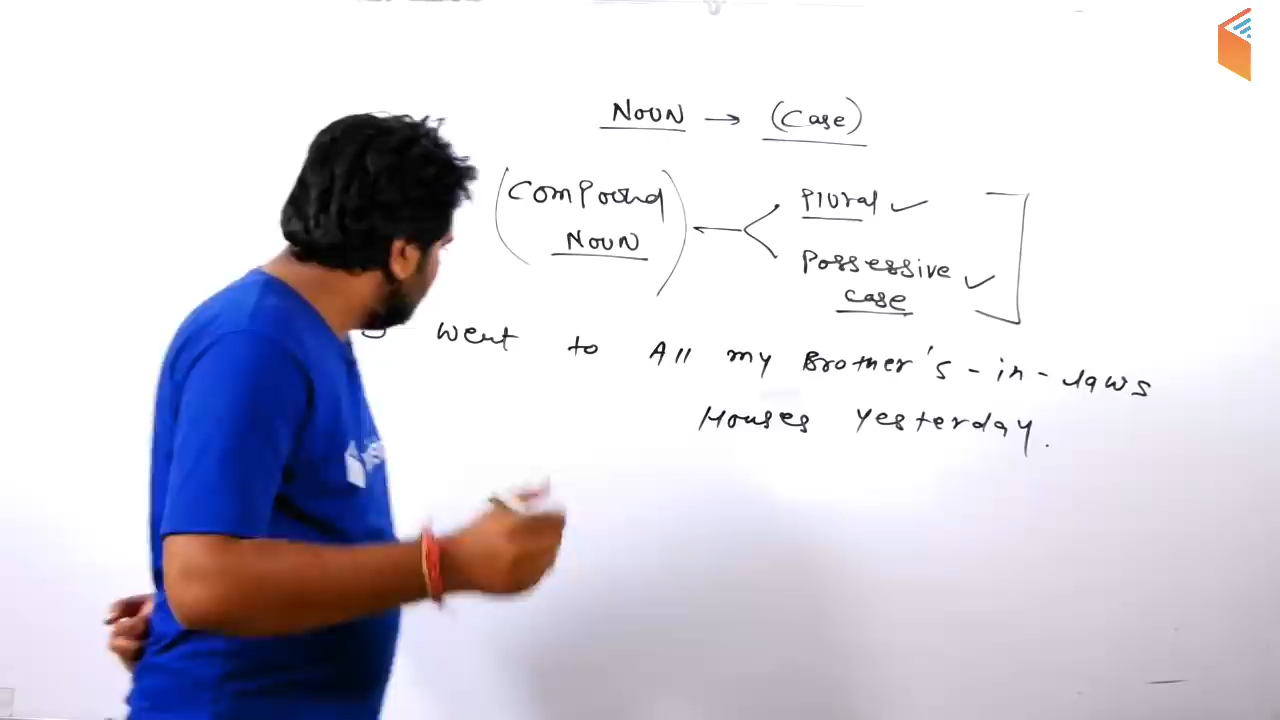 NOUN → (Case)
(Compound NOUN)
Plural ✓
Possessive case ✓
went to All my Brother's-in-laws
Houses Yesterday.